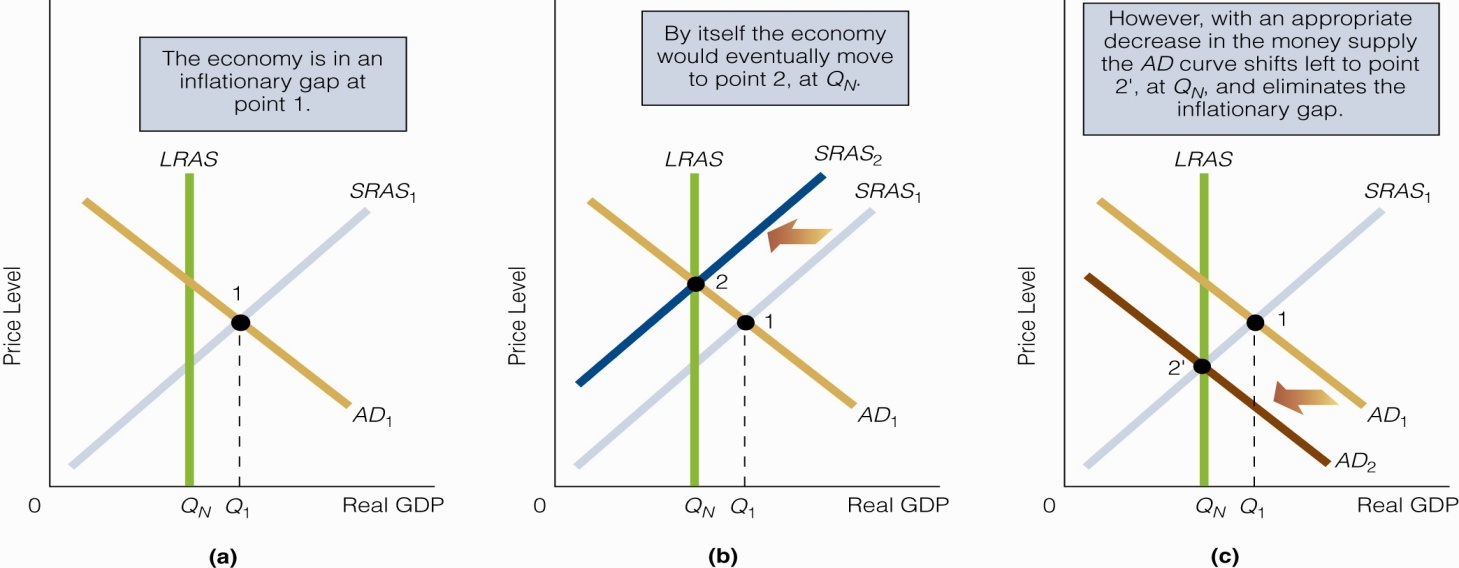 The economy is in an
inflationary gap at
point 1.
LRAS
SRAS1
1
Price Level
AD1
0
QN Q1 Real GDP
(a)
By itself the economy
would eventually move
to point 2, at QN.
LRAS
SRAS2
SRAS1
2
1
Price Level
AD1
0
QN Q1 Real GDP
(b)
However, with an appropriate
decrease in the money supply
the AD curve shifts left to point
2', at QN, and eliminates the
inflationary gap.
LRAS
SRAS1
1
2'
Price Level
AD1
AD2
0
QN Q1 Real GDP
(c)